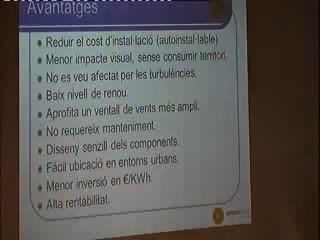 Avantatges
Reduir el cost d'instal·lació (autoinstal·lable)
Menor impacte visual, sense consumir territori.
No es veu afectat per les turbulències.
Baix nivell de renou.
Aprofita un ventall de vents més ampli.
No requereix manteniment.
Disseny senzill dels components.
Fácil ubicació en entorns urbans.
Menor inversió en €/KWh.
Alta rentabilitat.